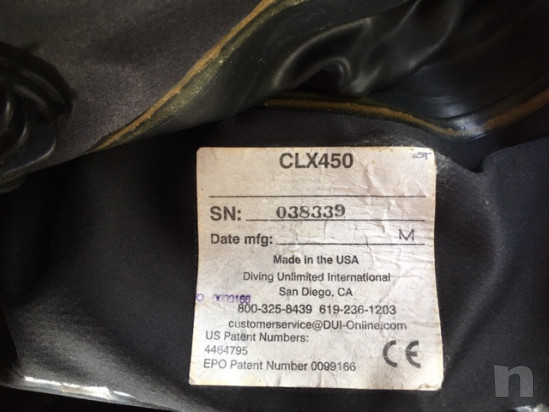 CLX450
SN: 038339
Date mfg: M
Made in the USA
Diving Unlimited International
San Diego, CA
0099166
800-325-8439 619-236-1203
customerservice@DUI-Online.com
US Patent Numbers:
4464795
EPO Patent Number 0099166
CE
n